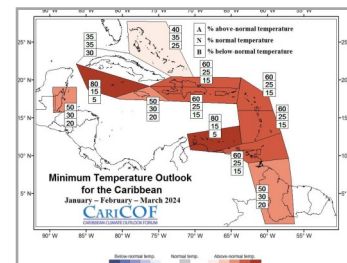 25° N
20° N
15° N
10° N
5° N
0°
35
35
30
40
35
25
A % above-normal temperature
N % normal temperature
B % below-normal temperature
60
25
15
60
25
15
80
15
5
50
30
20
50
30
20
60
25
15
60
25
15
80
15
5
60
25
15
50
30
20
Minimum Temperature Outlook
for the Caribbean
January – February – March 2024
CARICOF
CARIBBEAN CLIMATE OUTLOOK FORUM
90° W 85° W 80° W 75° W 70° W 65° W 60° W 55° W
Below-normal temp. Normal temp. Above-normal temp.